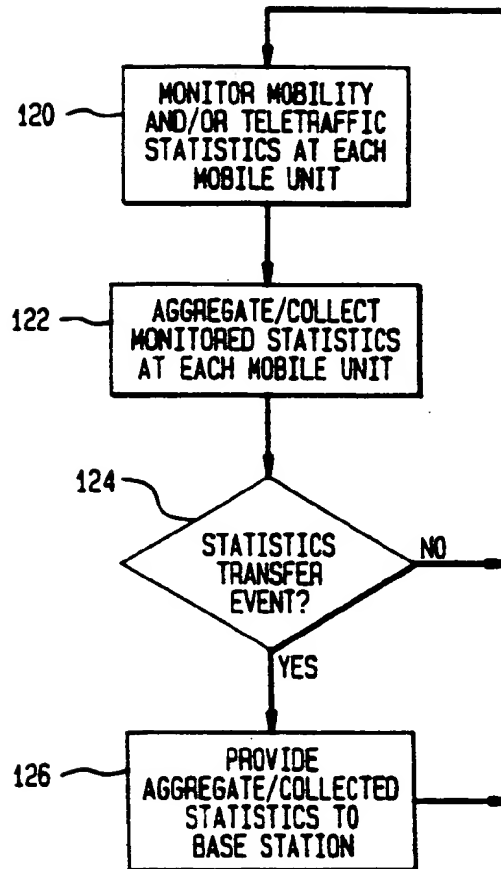 120
MONITOR MOBILITY
AND/OR TELETRAFFIC
STATISTICS AT EACH
MOBILE UNIT
122
AGGREGATE/COLLECT
MONITORED STATISTICS
AT EACH MOBILE UNIT
124
STATISTICS
TRANSFER
EVENT?
NO
YES
126
PROVIDE
AGGREGATE/COLLECTED
STATISTICS TO
BASE STATION